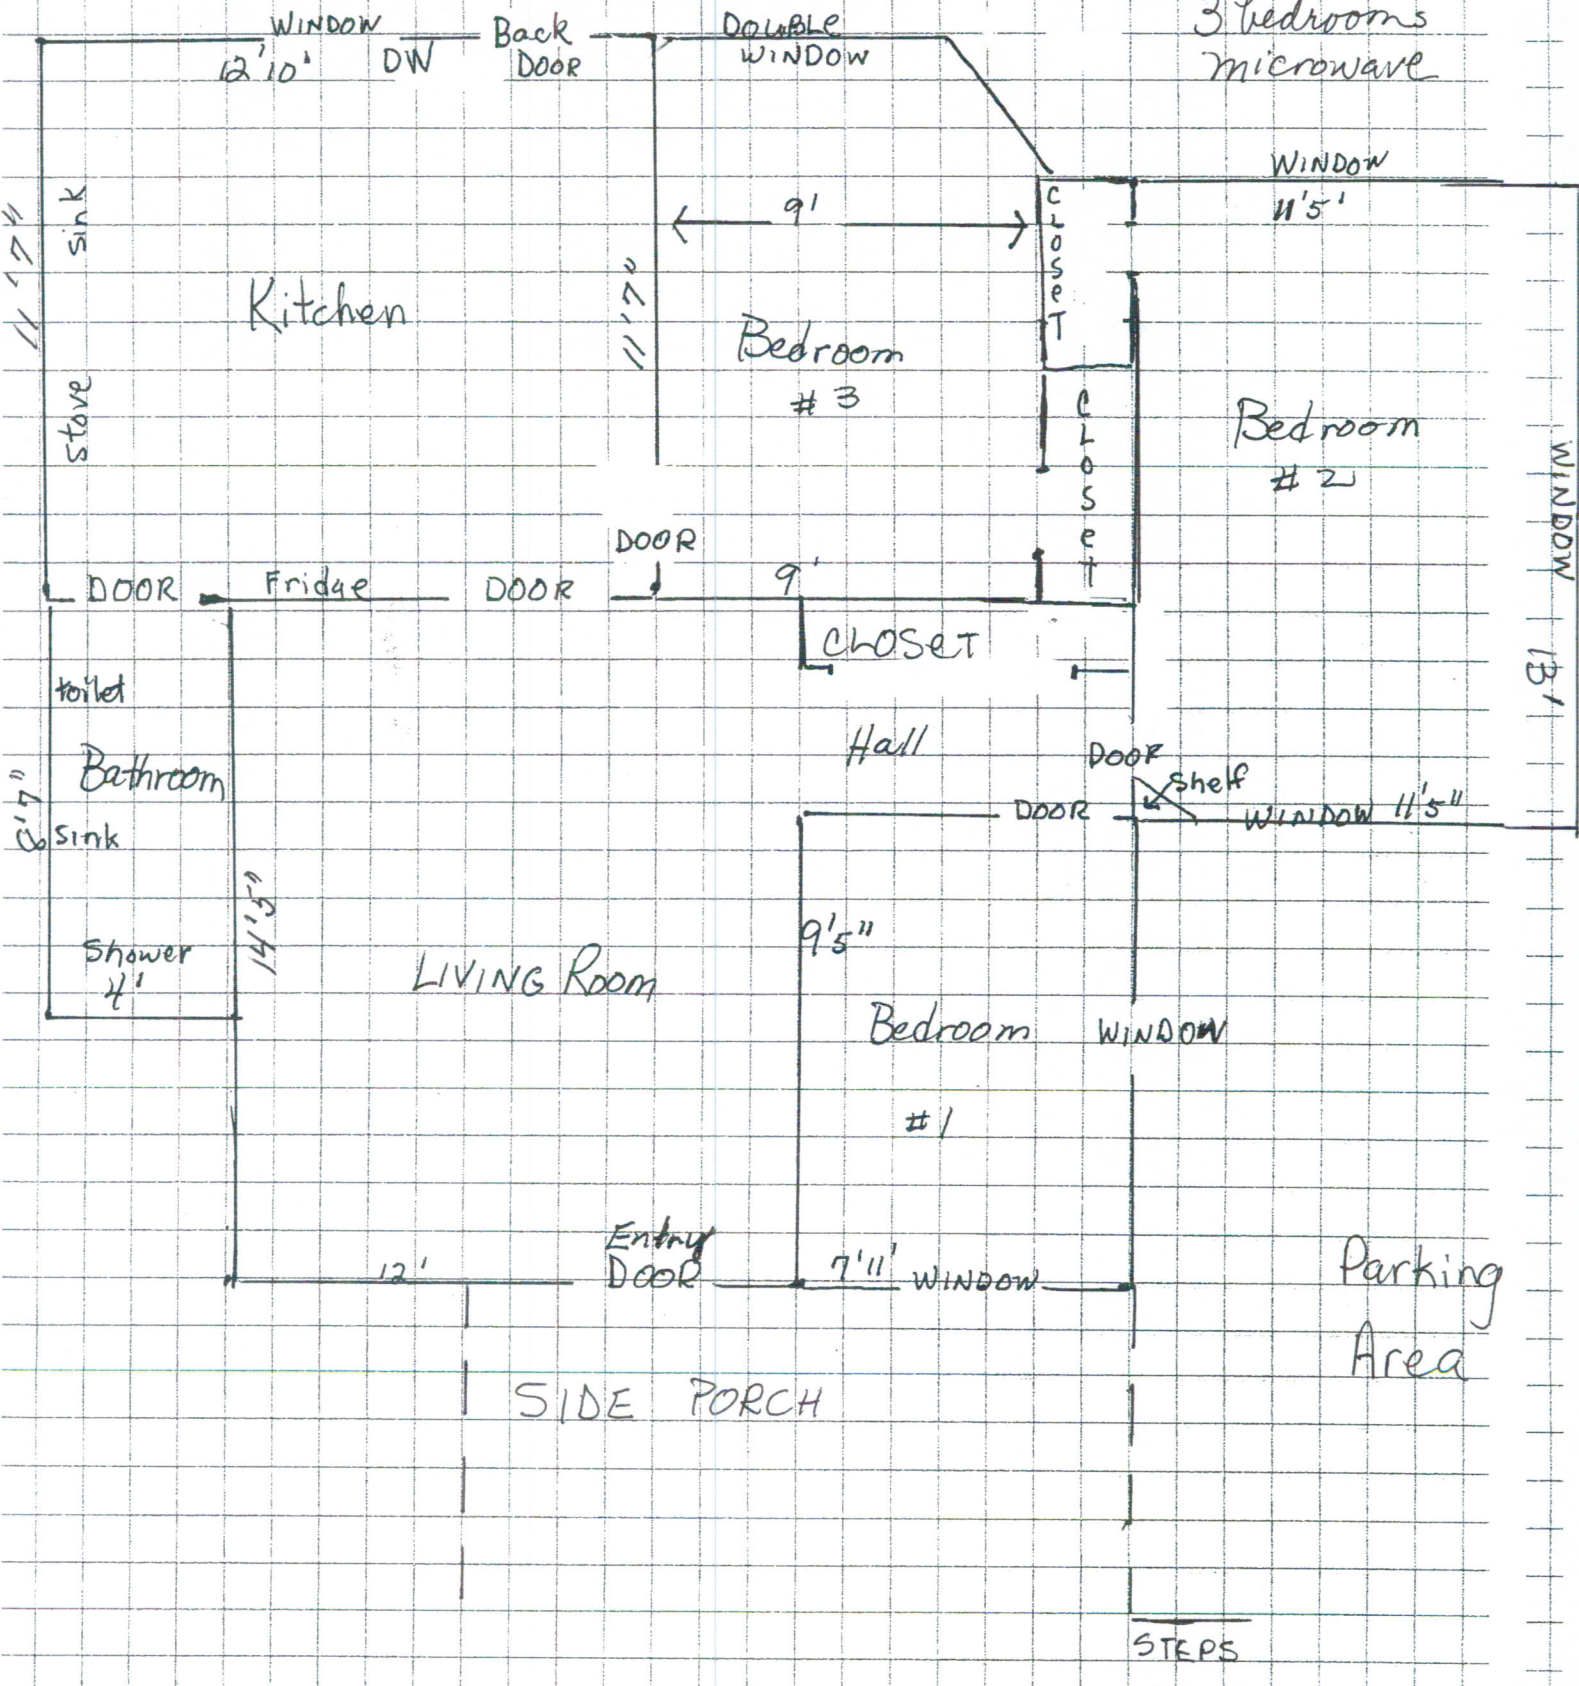 3 bedrooms
microwave
WINDOW
12'10'
DW
Back
DOOR
DOUBLE
WINDOW
WINDOW
11'5'
11'7"
sink
stove
Kitchen
11'7"
9'
Bedroom
#3
CLOSeT
CLOSet
Bedroom
#2
WINDOW 13'
DOOR
DOOR
Fridge
DOOR
9'
CLOSeT
toilet
Bathroom
8'7"
sink
Shower
4'
14'5"
LIVING Room
Hall
DOOR
Shelf
DOOR
WINDOW 11'5"
9'5"
Bedroom
#1
WINDOW
12'
Entry
DOOR
7'11'
WINDOW
Parking
Area
SIDE PORCH
STEPS